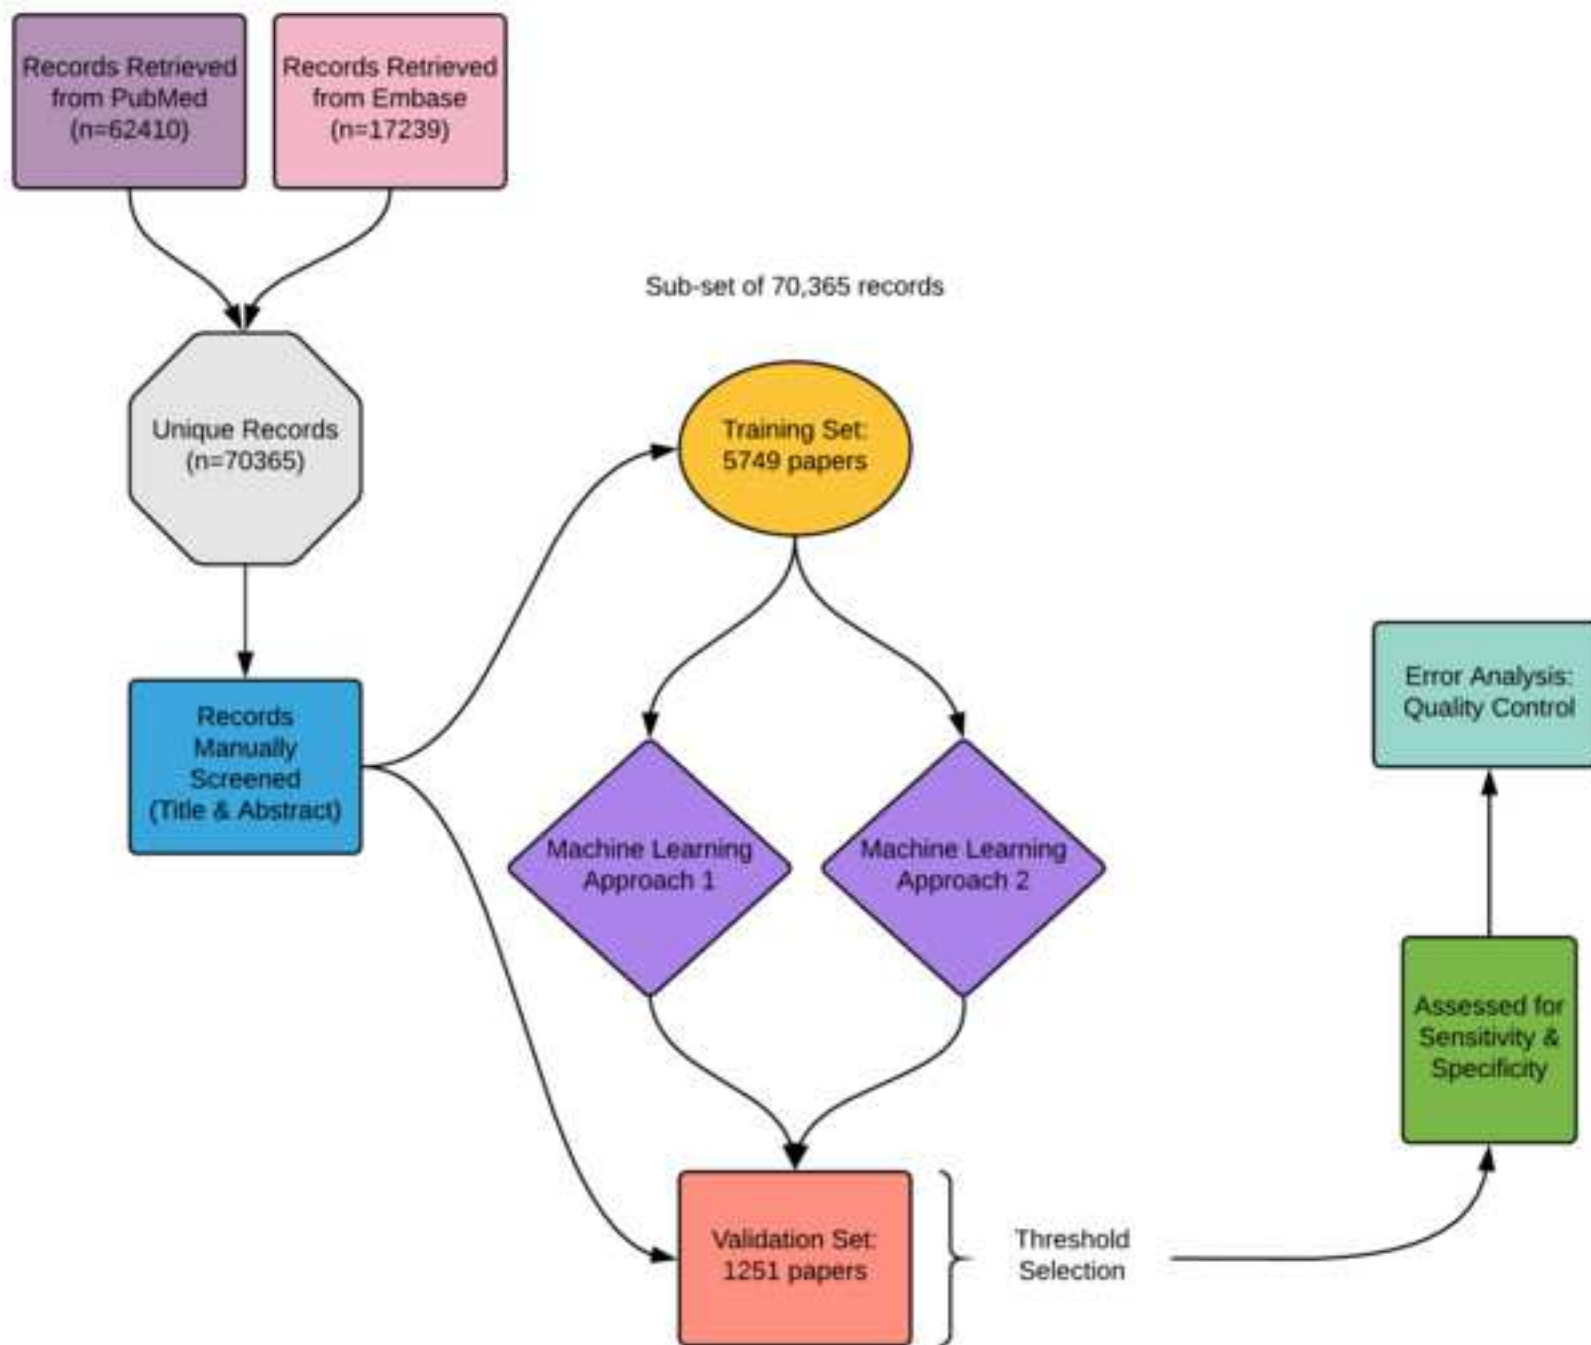 Records Retrieved
from PubMed
(n=62410)
Records Retrieved
from Embase
(n=17239)
Sub-set of 70,365 records
Unique Records
(n=70365)
Training Set:
5749 papers
Records
Manually
Screened
(Title & Abstract)
Error Analysis:
Quality Control
Machine Learning
Approach 1
Machine Learning
Approach 2
Assessed for
Sensitivity &
Specificity
Validation Set:
1251 papers
Threshold
Selection